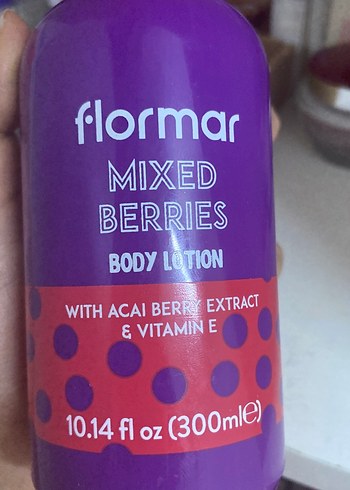 flormar
MIXED
BERRIES
BODY LOTION
WITH ACAI BERRY EXTRACT
& VITAMIN E
10.14 fl oz (300ml℮)